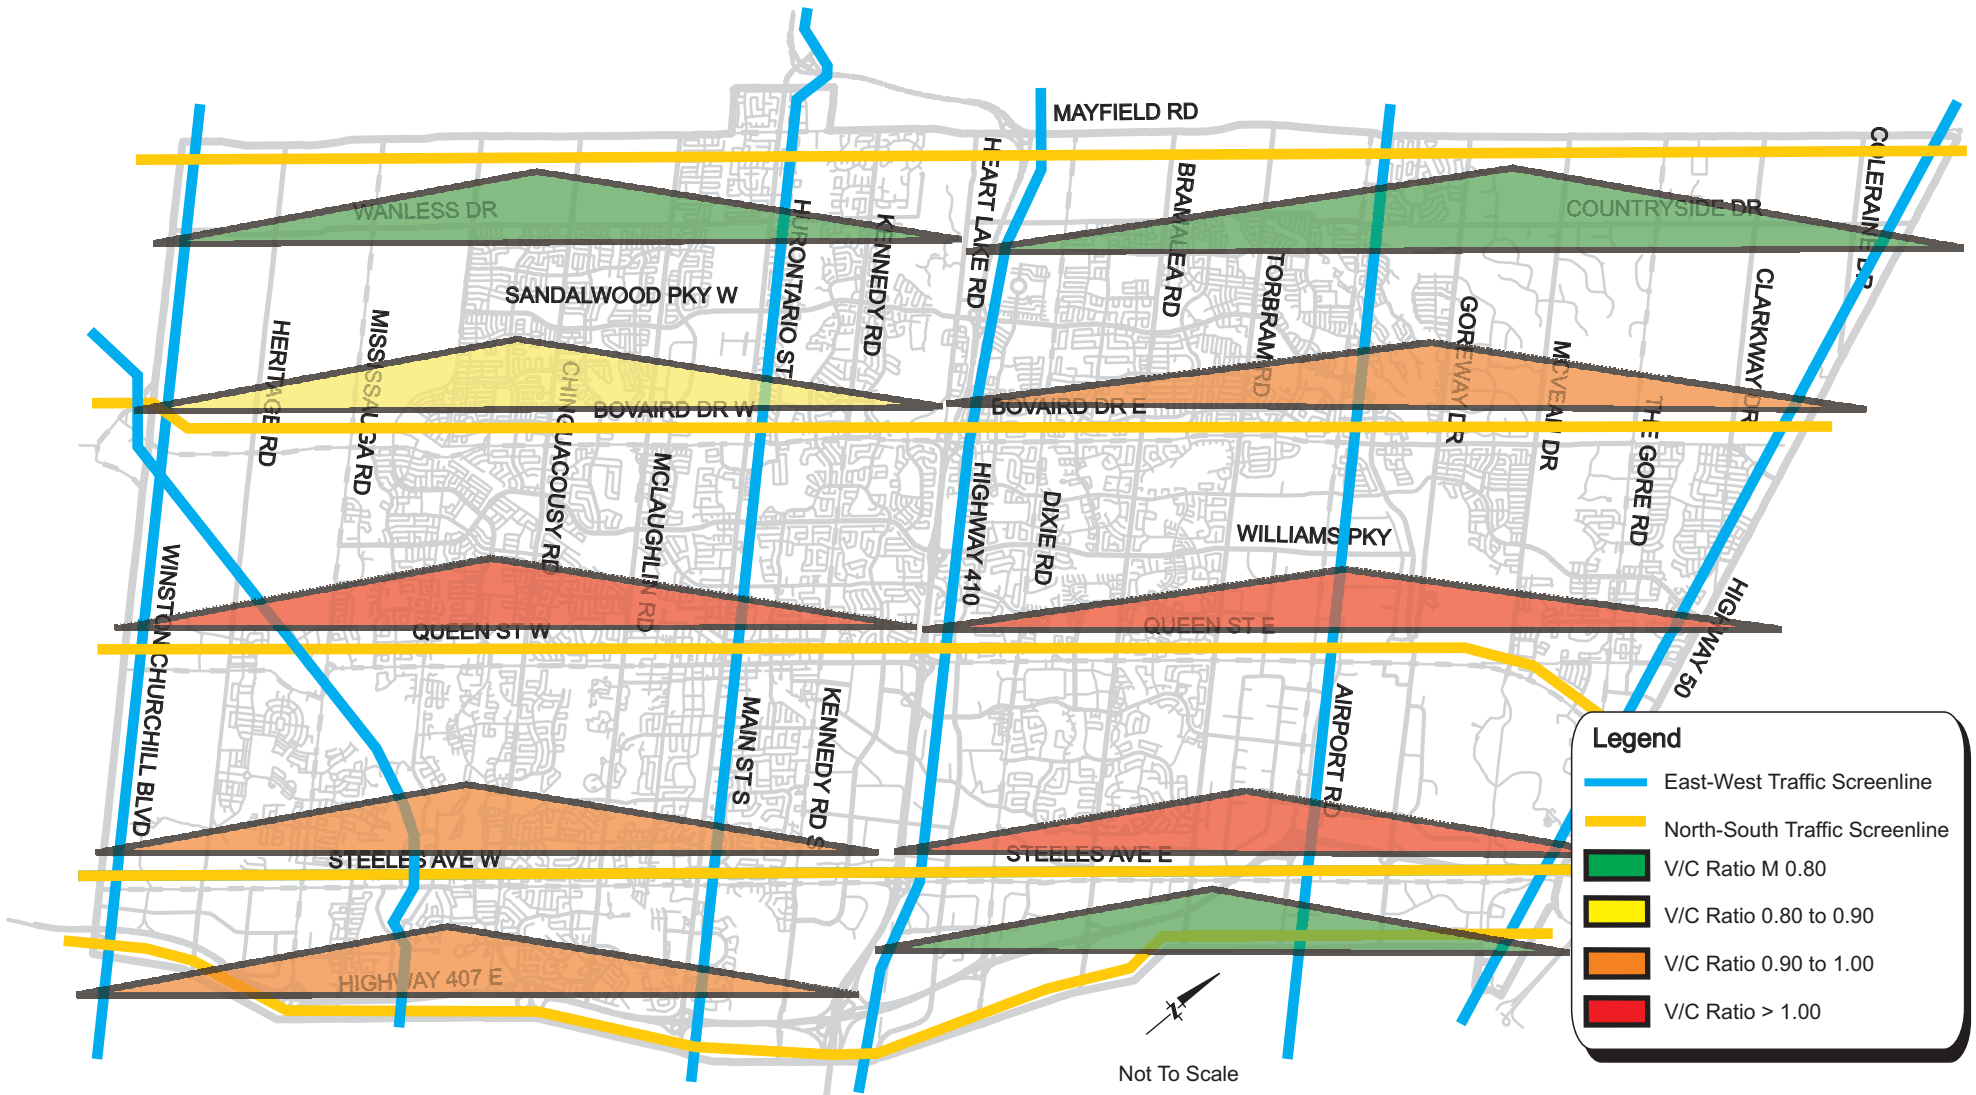 MAYFIELD RD
COLERAINE DR
HEART LAKE RD
BRAMALEA RD
WANLESS DR
HURONTARIO ST
KENNEDY RD
COUNTRYSIDE DR
TORBRAM RD
CLARKWAY DR
SANDALWOOD PKY W
GOREWAY DR
MISSISSAUGA RD
HERITAGE RD
MCVEAN DR
CHINGUACOUSY RD
BOVAIRD DR W
BOVAIRD DR E
THE GORE RD
MCLAUGHLIN RD
HIGHWAY 410
DIXIE RD
WILLIAMS PKY
WINSTON CHURCHILL BLVD
HIGHWAY 50
QUEEN ST W
QUEEN ST E
MAIN ST S
KENNEDY RD S
AIRPORT RD
STEELES AVE W
STEELES AVE E
HIGHWAY 407 E
N
Not To Scale
Legend
East-West Traffic Screenline
North-South Traffic Screenline
V/C Ratio M 0.80
V/C Ratio 0.80 to 0.90
V/C Ratio 0.90 to 1.00
V/C Ratio > 1.00